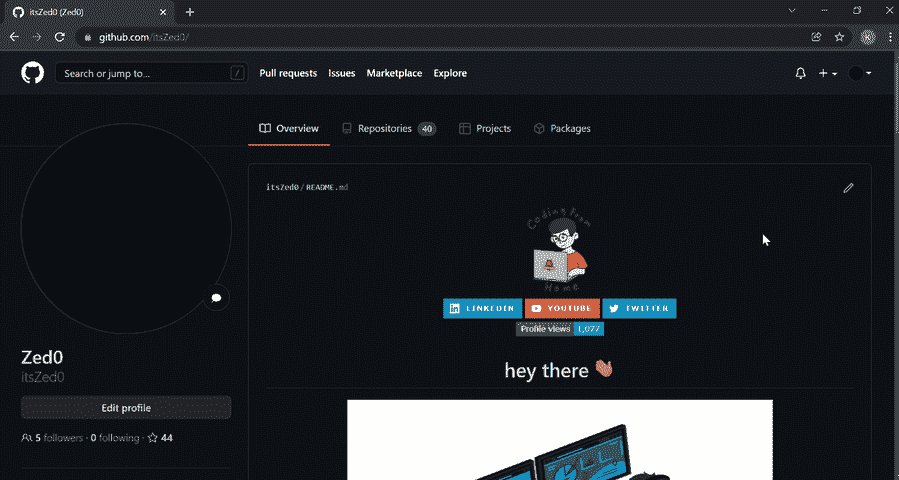 itsZed0 (Zed0)
github.com/itsZed0/
K
Search or jump to... /
Pull requests Issues Marketplace Explore
Overview Repositories 40 Projects Packages
itsZed0/README.md
Coding From
Home
LINKEDIN YOUTUBE TWITTER
Profile views 1,077
hey there 👋
Zed0
itsZed0
Edit profile
5 followers · 0 following · 44